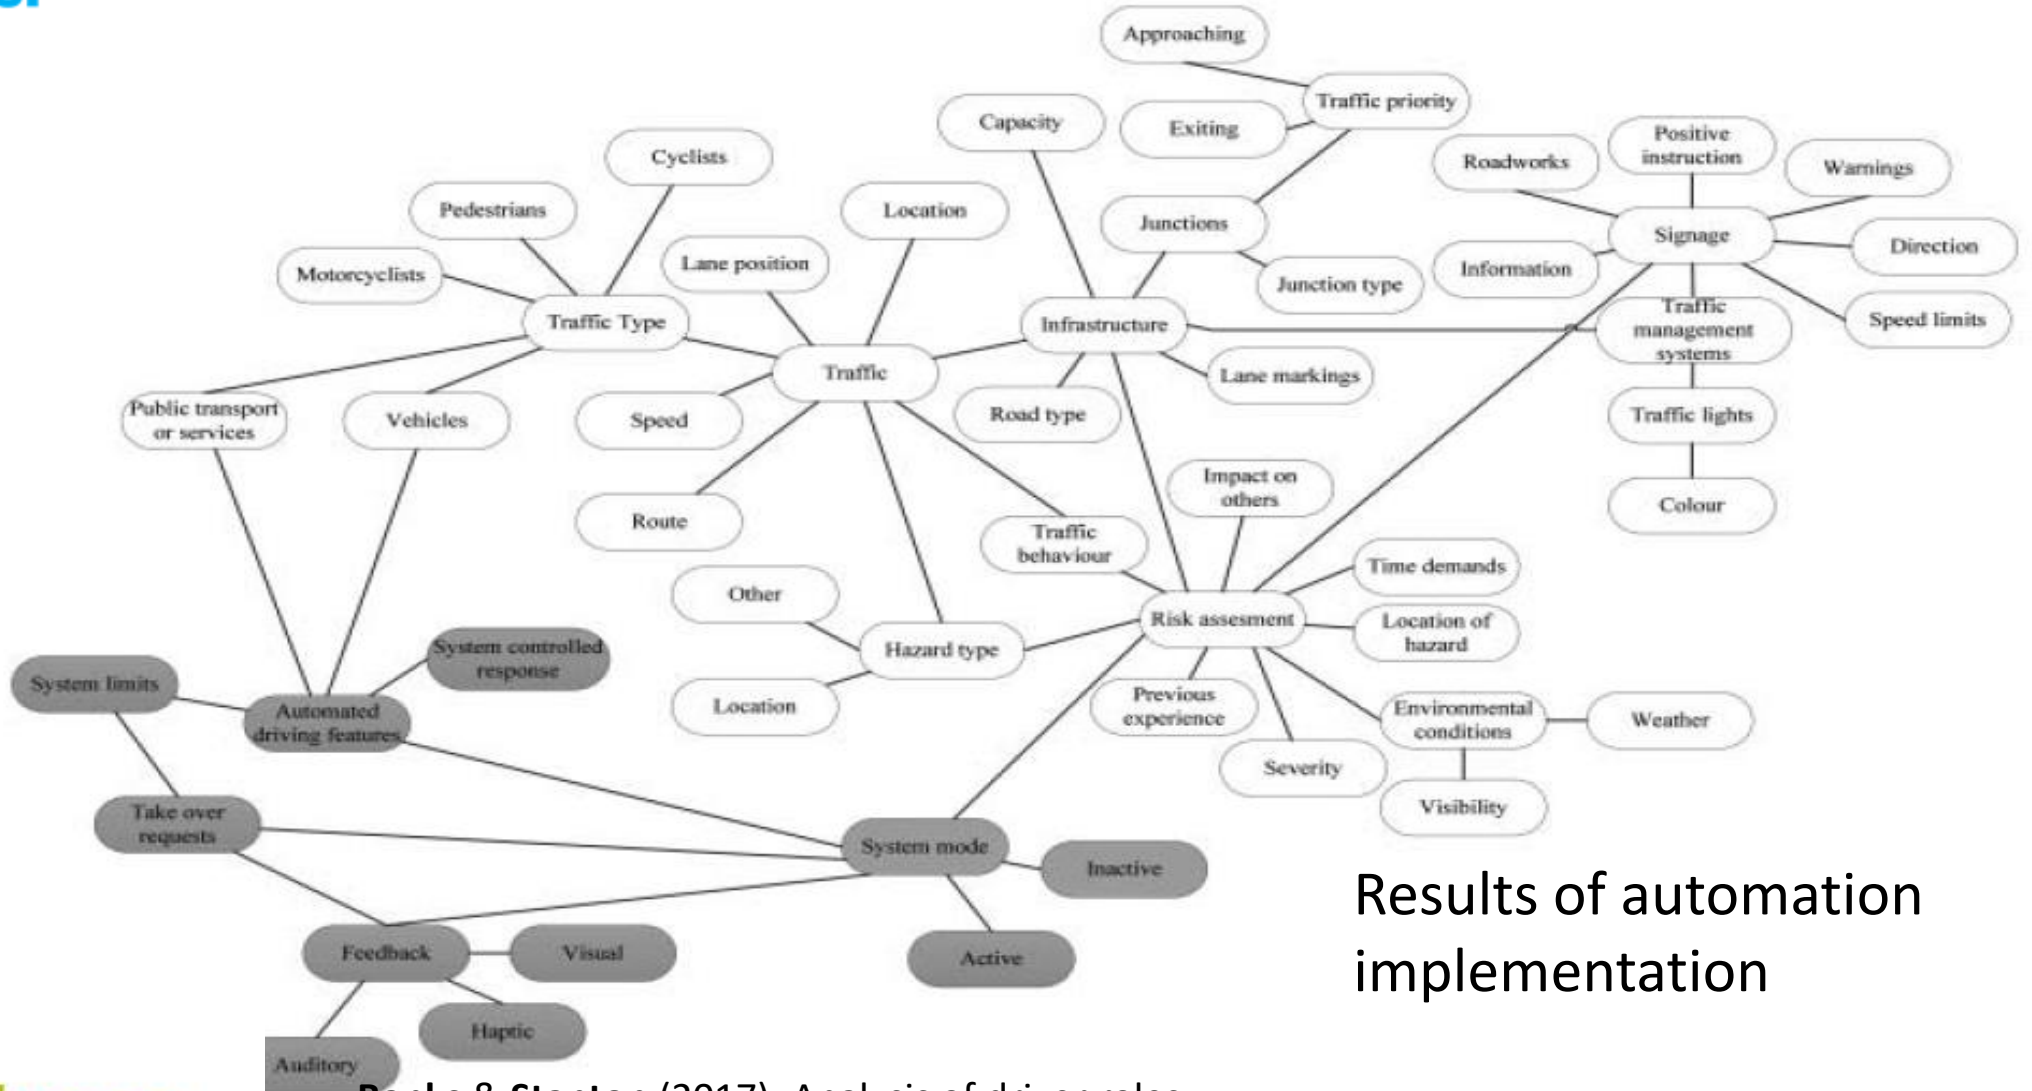 Approaching
Traffic priority
Capacity
Exiting
Positive
instruction
Cyclists
Roadworks
Warnings
Pedestrians
Location
Junctions
Signage
Direction
Lane position
Information
Motorcyclists
Junction type
Traffic Type
Infrastructure
Traffic
management
systems
Speed limits
Traffic
Lane markings
Public transport
or services
Vehicles
Speed
Road type
Traffic lights
Impact on
others
Colour
Route
Traffic
behaviour
Time demands
Other
Risk assesment
Location of
hazard
Hazard type
System controlled
response
System limits
Location
Previous
experience
Automated
driving features
Environmental
conditions
Weather
Severity
Visibility
Take over
requests
System mode
Inactive
Results of automation
implementation
Feedback
Visual
Active
Haptic
Auditory
Banks & Stanton (2017). Analysis of driver roles